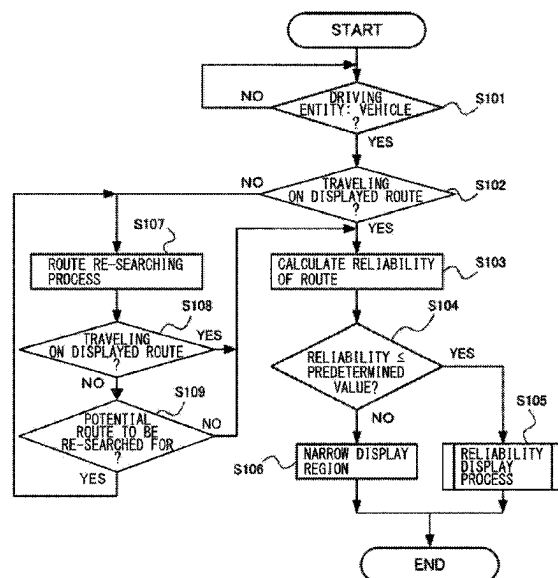 START
DRIVING
ENTITY: VEHICLE
?
NO
YES
S101
TRAVELING
ON DISPLAYED ROUTE
?
NO
YES
S102
S107
ROUTE RE-SEARCHING
PROCESS
CALCULATE RELIABILITY
OF ROUTE
S103
S108
TRAVELING
ON DISPLAYED ROUTE
?
YES
NO
S104
RELIABILITY ≤
PREDETERMINED
VALUE?
YES
NO
S109
POTENTIAL
ROUTE TO BE
RE-SEARCHED FOR
?
NO
YES
S106
NARROW DISPLAY
REGION
S105
RELIABILITY
DISPLAY
PROCESS
END